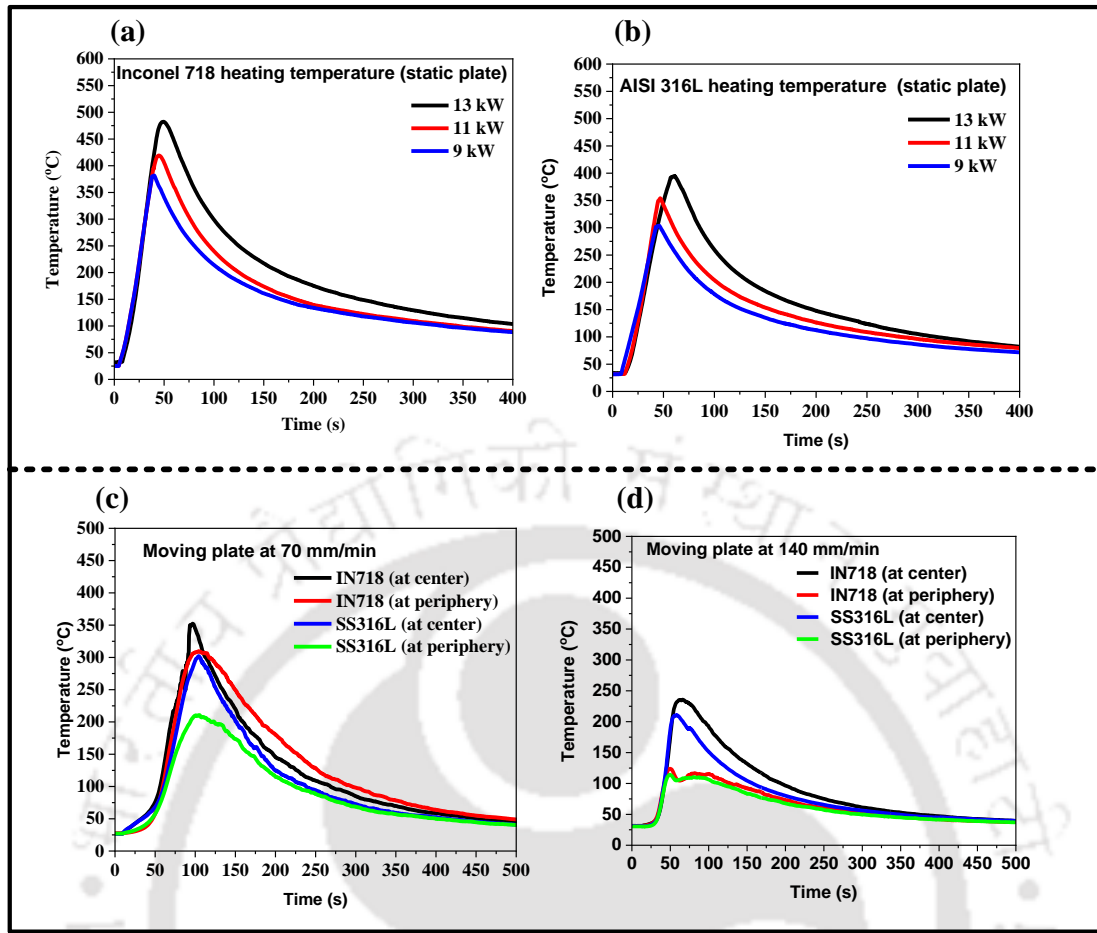 (a)
Inconel 718 heating temperature (static plate)
13 kW
11 kW
9 kW
Temperature (°C)
600
550
500
450
400
350
300
250
200
150
100
50
0
0 50 100 150 200 250 300 350 400
Time (s)
(b)
AISI 316L heating temperature (static plate)
13 kW
11 kW
9 kW
Temperature (°C)
600
550
500
450
400
350
300
250
200
150
100
50
0
0 50 100 150 200 250 300 350 400
Time (s)
(c)
Moving plate at 70 mm/min
IN718 (at center)
IN718 (at periphery)
SS316L (at center)
SS316L (at periphery)
Temperature (°C)
500
450
400
350
300
250
200
150
100
50
0
0 50 100 150 200 250 300 350 400 450 500
Time (s)
(d)
Moving plate at 140 mm/min
IN718 (at center)
IN718 (at periphery)
SS316L (at center)
SS316L (at periphery)
Temperature (°C)
500
450
400
350
300
250
200
150
100
50
0
0 50 100 150 200 250 300 350 400 450 500
Time (s)